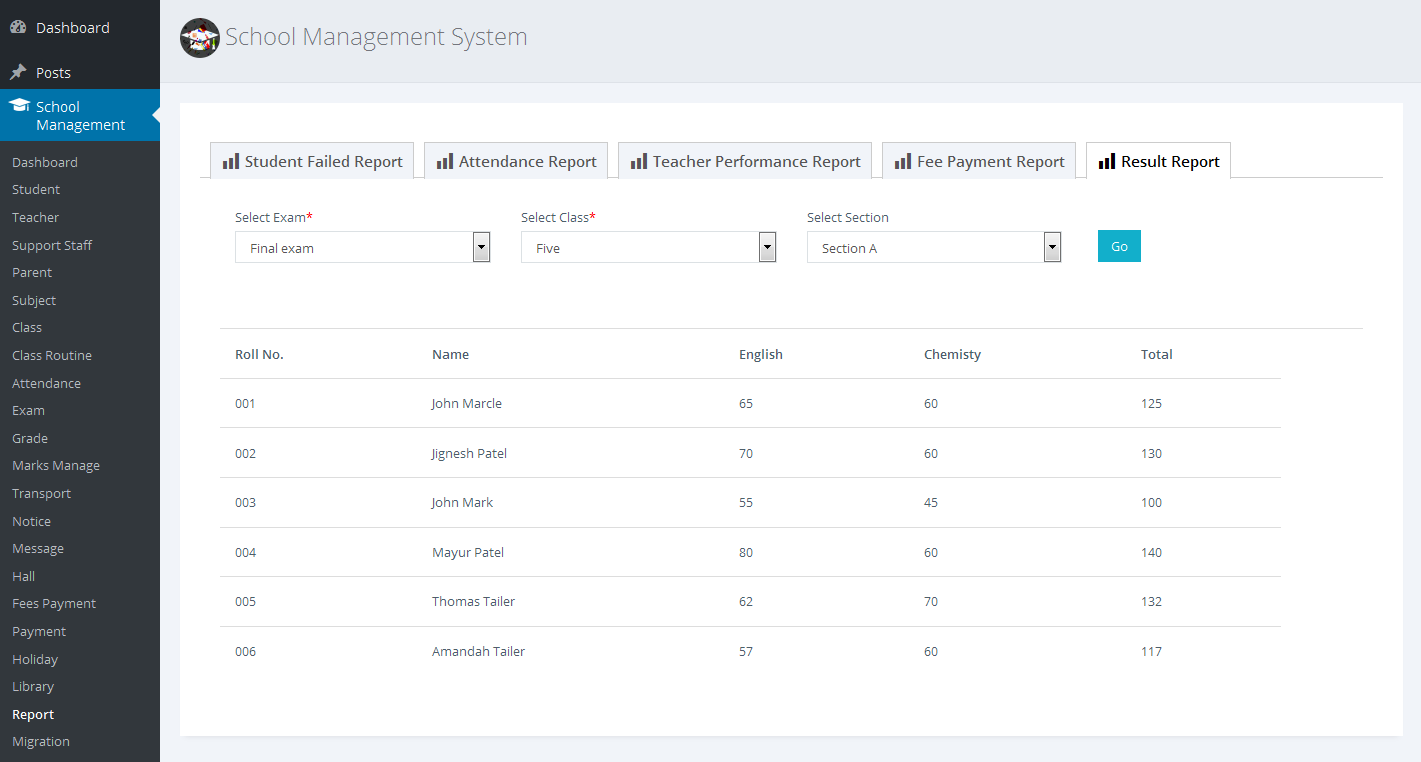 Dashboard
Posts
School
Management
Dashboard
Student
Teacher
Support Staff
Parent
Subject
Class
Class Routine
Attendance
Exam
Grade
Marks Manage
Transport
Notice
Message
Hall
Fees Payment
Payment
Holiday
Library
Report
Migration
School Management System
Student Failed Report Attendance Report Teacher Performance Report Fee Payment Report Result Report
Select Exam* Select Class* Select Section
Final exam Five Section A Go
Roll No. Name English Chemisty Total
001 John Marcle 65 60 125
002 Jignesh Patel 70 60 130
003 John Mark 55 45 100
004 Mayur Patel 80 60 140
005 Thomas Tailer 62 70 132
006 Amandah Tailer 57 60 117